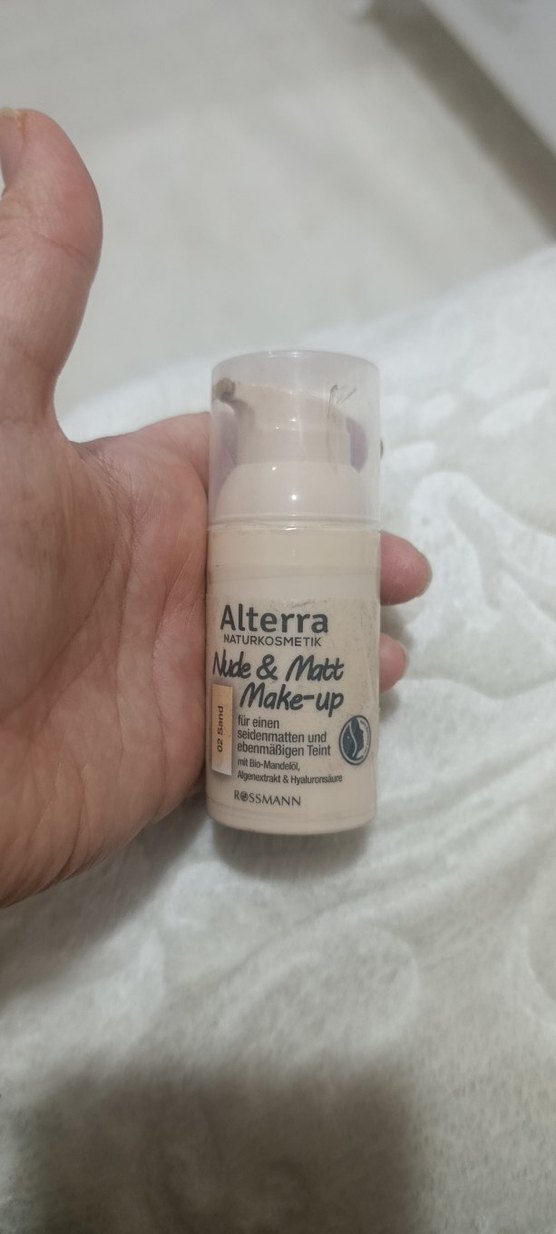 Alterra
NATURKOSMETIK
Nude & Matt
Make-up
02 Sand
für einen
seidenmatten und
ebenmäßigen Teint
mit Bio-Mandelöl,
Algenextrakt & Hyaluronsäure
ROSSMANN